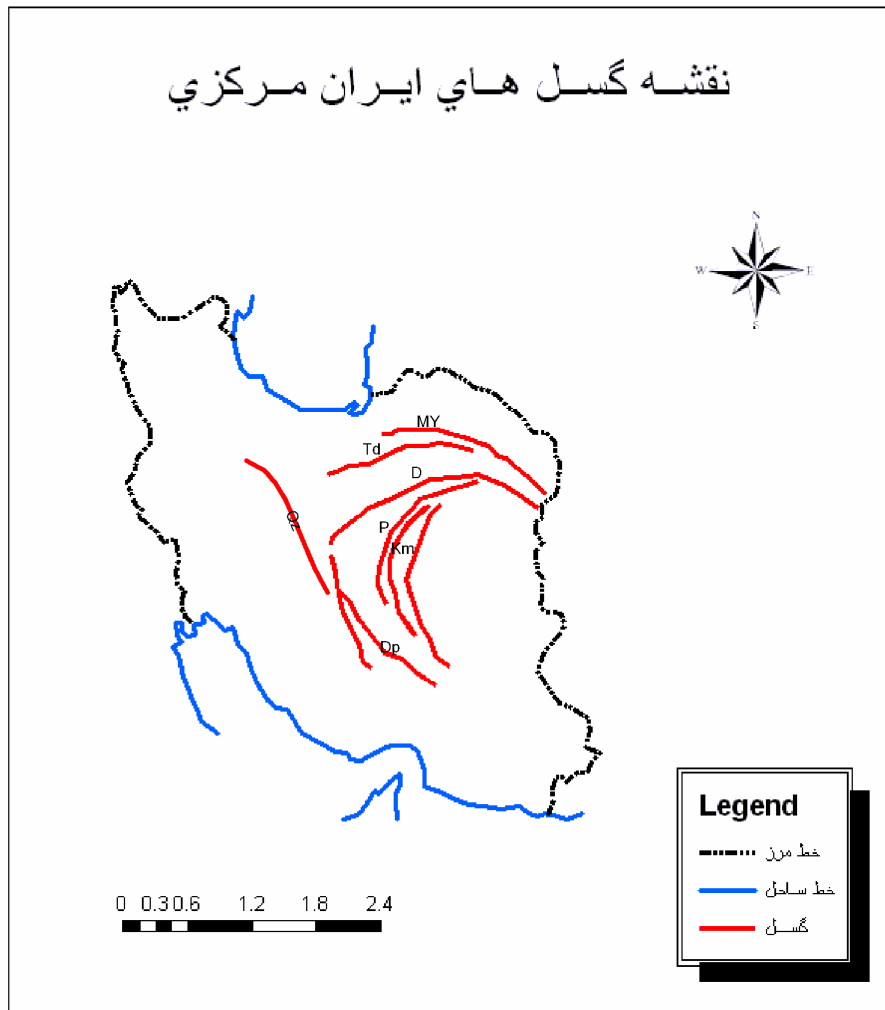 نقشه گسل هاي ايران مركزي
N
W
E
S
MY
Td
D
QZ
P
Km
Dp
Legend
خط مرز
خط ساحل
گسل
0 0.3 0.6 1.2 1.8 2.4